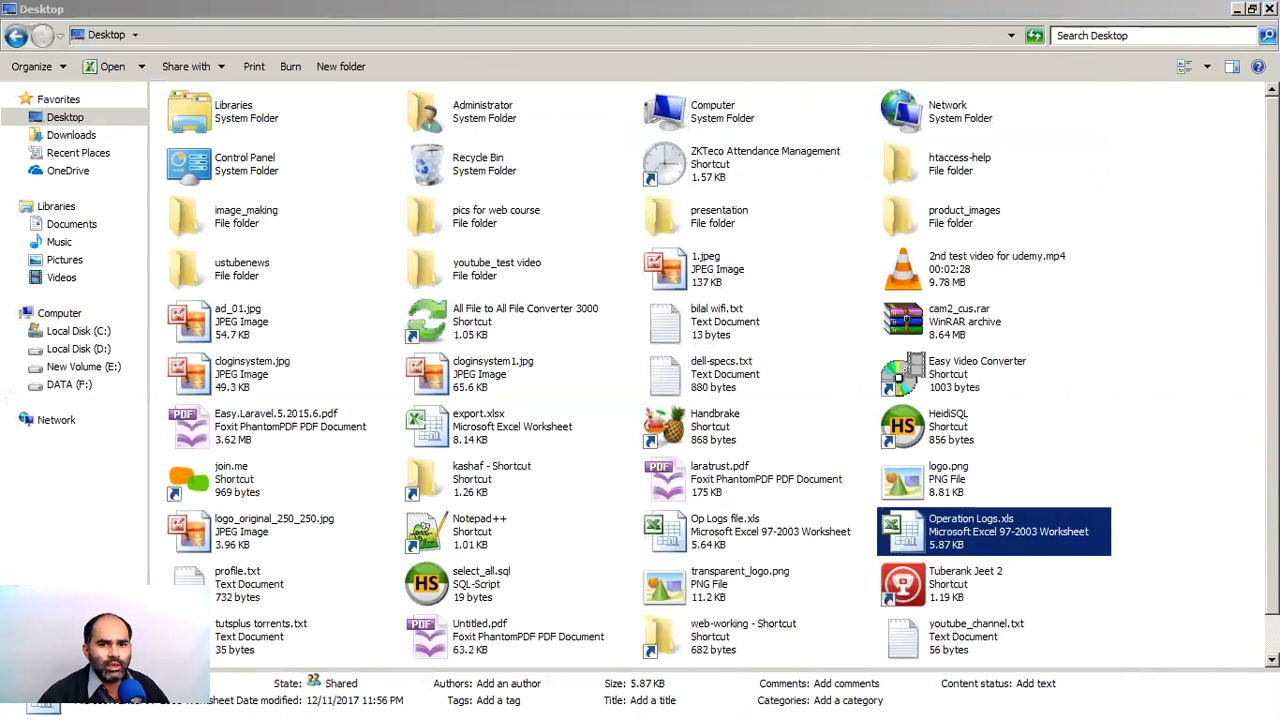 Desktop
Desktop
Search Desktop
Organize Open Share with Print Burn New folder
Favorites
Desktop
Downloads
Recent Places
OneDrive
Libraries
Documents
Music
Pictures
Videos
Computer
Local Disk (C:)
Local Disk (D:)
New Volume (E:)
DATA (F:)
Network
Libraries
System Folder
Administrator
System Folder
Computer
System Folder
Network
System Folder
Control Panel
System Folder
Recycle Bin
System Folder
ZKTeco Attendance Management
Shortcut
1.57 KB
htaccess-help
File folder
image_making
File folder
pics for web course
File folder
presentation
File folder
product_images
File folder
ustubenews
File folder
youtube_test video
File folder
1.jpeg
JPEG Image
137 KB
2nd test video for udemy.mp4
00:02:28
9.78 MB
ad_01.jpg
JPEG Image
54.7 KB
All File to All File Converter 3000
Shortcut
1.05 KB
bilal wifi.txt
Text Document
13 bytes
cam2_cus.rar
WinRAR archive
8.64 MB
cloginsystem.jpg
JPEG Image
49.3 KB
cloginsystem1.jpg
JPEG Image
65.6 KB
dell-specs.txt
Text Document
880 bytes
Easy Video Converter
Shortcut
1003 bytes
PDF
Easy.Laravel.5.2015.6.pdf
Foxit PhantomPDF PDF Document
3.62 MB
export.xlsx
Microsoft Excel Worksheet
8.14 KB
Handbrake
Shortcut
868 bytes
HS
HeidiSQL
Shortcut
856 bytes
join.me
Shortcut
969 bytes
kashaf - Shortcut
Shortcut
1.26 KB
PDF
laratrust.pdf
Foxit PhantomPDF PDF Document
175 KB
logo.png
PNG File
8.81 KB
logo_original_250_250.jpg
JPEG Image
3.96 KB
Notepad++
Shortcut
1.01 KB
Op Logs file.xls
Microsoft Excel 97-2003 Worksheet
5.64 KB
Operation Logs.xls
Microsoft Excel 97-2003 Worksheet
5.87 KB
profile.txt
Text Document
732 bytes
HS
select_all.sql
SQL-Script
19 bytes
transparent_logo.png
PNG File
11.2 KB
Tuberank Jeet 2
Shortcut
1.19 KB
tutsplus torrents.txt
Text Document
35 bytes
PDF
Untitled.pdf
Foxit PhantomPDF PDF Document
63.2 KB
web-working - Shortcut
Shortcut
682 bytes
youtube_channel.txt
Text Document
56 bytes
State: Shared Authors: Add an author Size: 5.87 KB Comments: Add comments Content status: Add text
Worksheet Date modified: 12/11/2017 11:56 PM Tags: Add a tag Title: Add a title Categories: Add a category